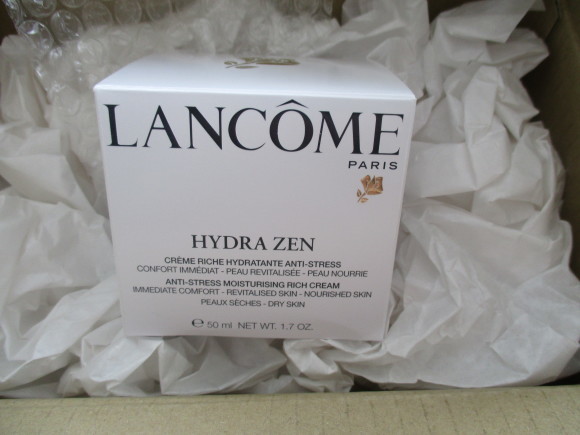 LANCÔME
PARIS
HYDRA ZEN
CRÈME RICHE HYDRATANTE ANTI-STRESS
CONFORT IMMÉDIAT - PEAU REVITALISÉE - PEAU NOURRIE
ANTI-STRESS MOISTURISING RICH CREAM
IMMEDIATE COMFORT - REVITALISED SKIN - NOURISHED SKIN
PEAUX SÈCHES - DRY SKIN
℮ 50 ml NET WT. 1.7 OZ.